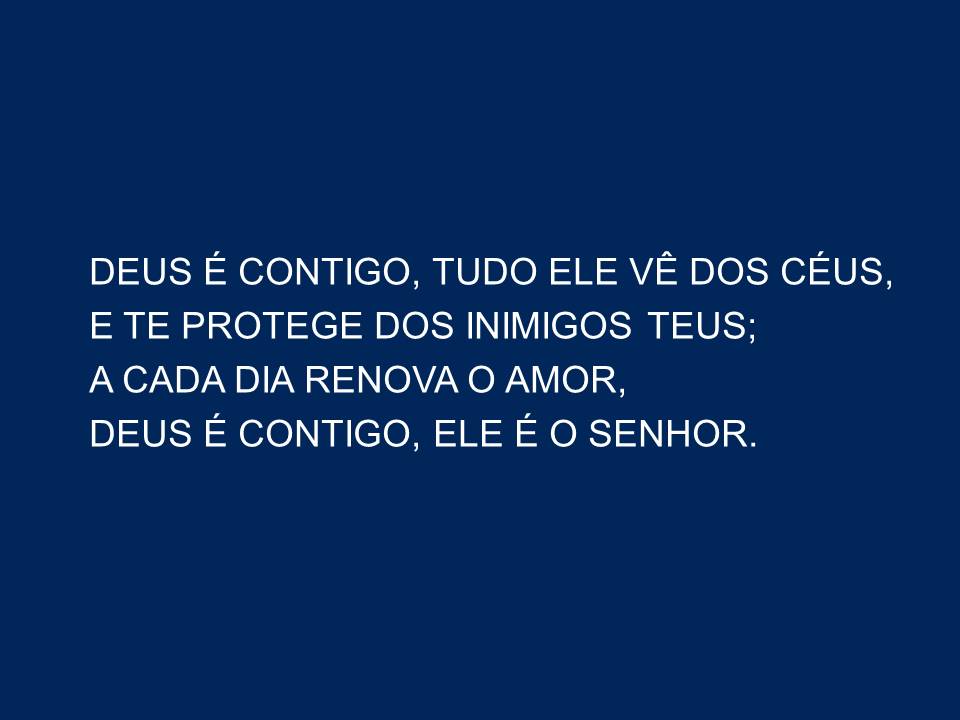 DEUS É CONTIGO, TUDO ELE VÊ DOS CÉUS,
E TE PROTEGE DOS INIMIGOS TEUS;
A CADA DIA RENOVA O AMOR,
DEUS É CONTIGO, ELE É O SENHOR.